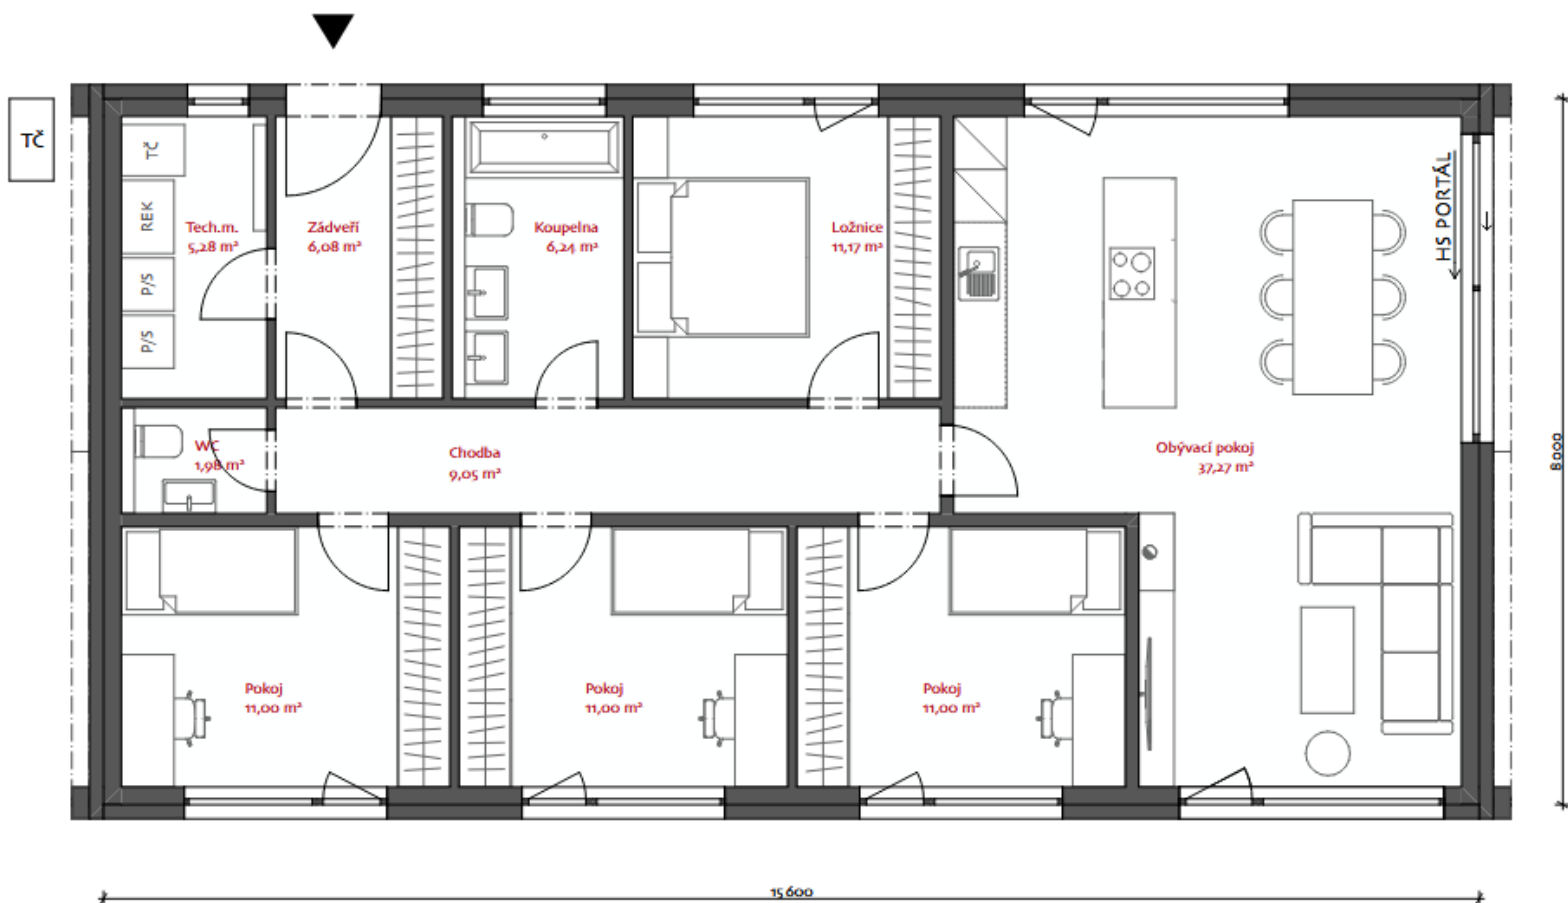 TČ
TČ
REK
P/S
P/S
Tech.m.
5,28 m²
Zádveří
6,08 m²
Koupelna
6,24 m²
Ložnice
11,17 m²
HS PORTÁL
WC
1,98 m²
Chodba
9,05 m²
Obývací pokoj
37,27 m²
8000
Pokoj
11,00 m²
Pokoj
11,00 m²
Pokoj
11,00 m²
15600